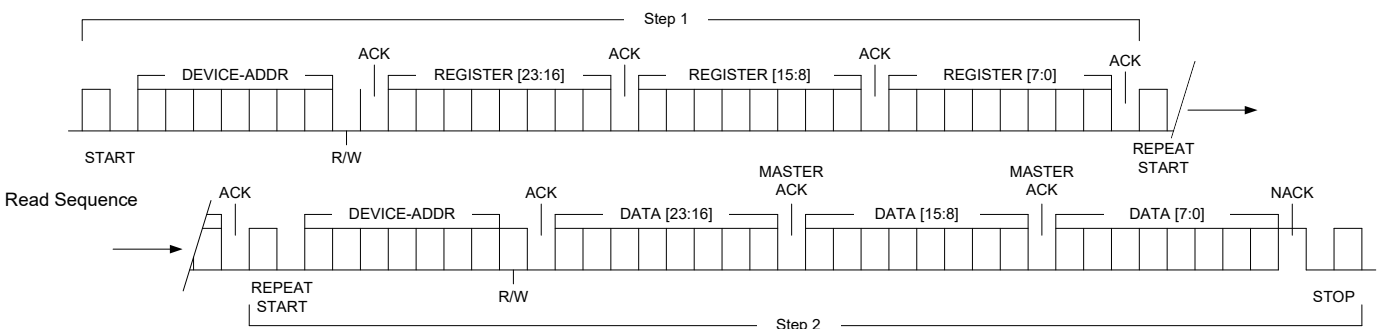 Step 1
ACK ACK ACK ACK
DEVICE-ADDR REGISTER [23:16] REGISTER [15:8] REGISTER [7:0]
START R/W REPEAT
START
Read Sequence
ACK ACK MASTER
ACK MASTER
ACK NACK
DEVICE-ADDR DATA [23:16] DATA [15:8] DATA [7:0]
REPEAT
START R/W STOP
Step 2